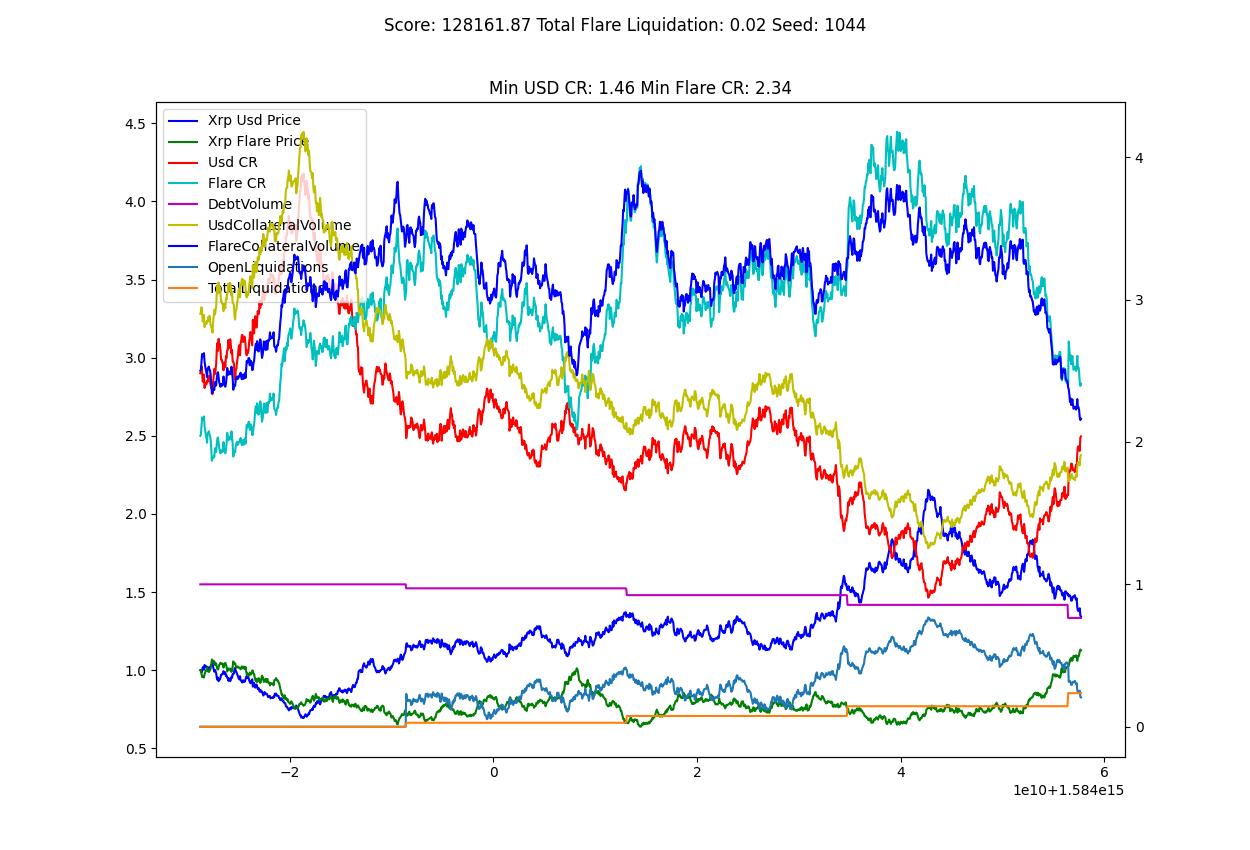 Score: 128161.87 Total Flare Liquidation: 0.02 Seed: 1044
Min USD CR: 1.46 Min Flare CR: 2.34
Xrp Usd Price
Xrp Flare Price
Usd CR
Flare CR
DebtVolume
UsdCollateralVolume
FlareCollateralVolume
OpenLiquidations
TotalLiquidations
4.5
4.0
3.5
3.0
2.5
2.0
1.5
1.0
0.5
4
3
2
1
0
−2 0 2 4 6
1e10+1.584e15